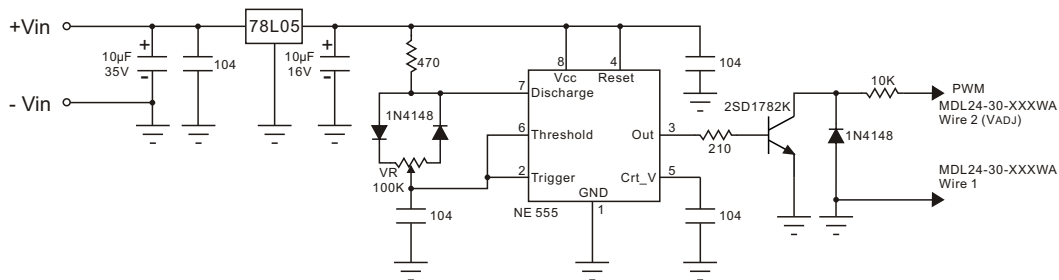 +Vin
78L05
10µF
35V
104
10µF
16V
470
- Vin
1N4148
VR
100K
104
8
Vcc
4
Reset
7
Discharge
6
Threshold
2
Trigger
Out
3
Crt_V
5
GND
1
NE 555
104
104
210
2SD1782K
1N4148
10K
PWM
MDL24-30-XXXWA
Wire 2 (VADJ)
MDL24-30-XXXWA
Wire 1